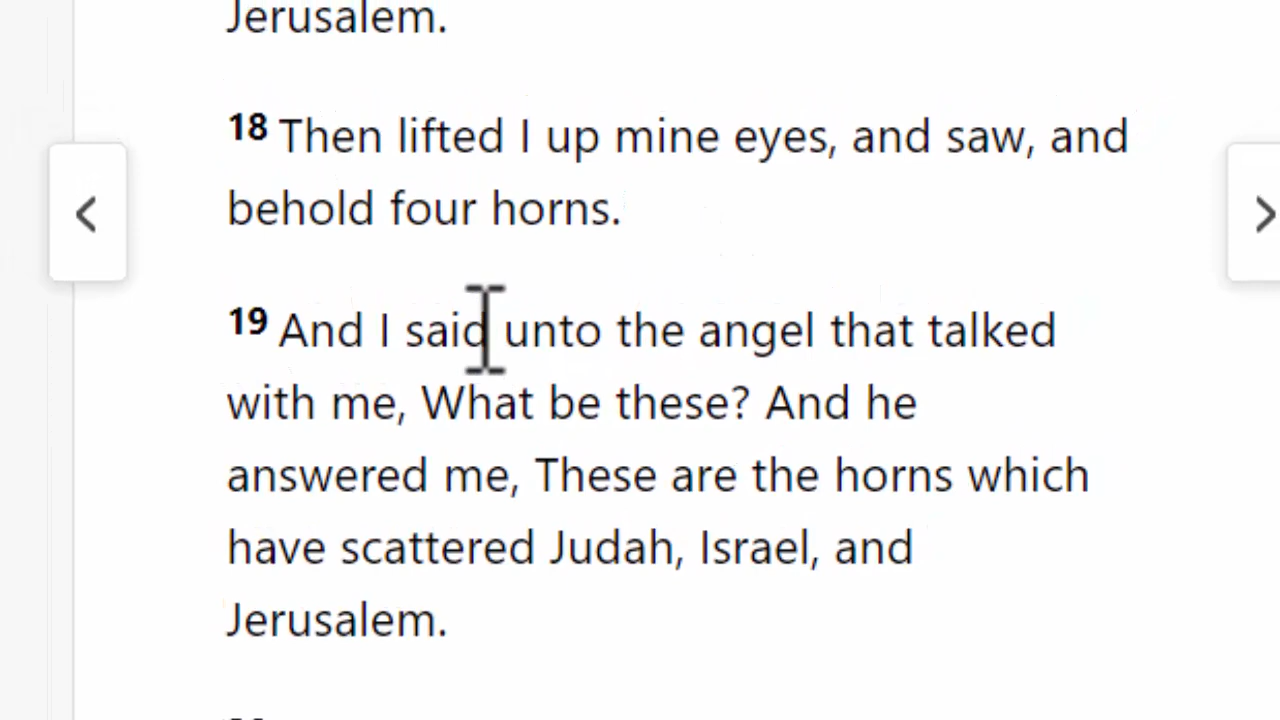 Jerusalem.
18 Then lifted I up mine eyes, and saw, and
behold four horns.
19 And I said unto the angel that talked
with me, What be these? And he
answered me, These are the horns which
have scattered Judah, Israel, and
Jerusalem.